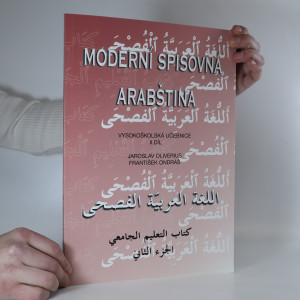 MODERNÍ SPISOVNÁ
ARABŠTINA
VYSOKOŠKOLSKÁ UČEBNICE
II.DÍL
JAROSLAV OLIVERIUS
FRANTIŠEK ONDRÁŠ
اللغة العربية الفصحى
كتاب التعليم الجامعي
الجزء الثاني